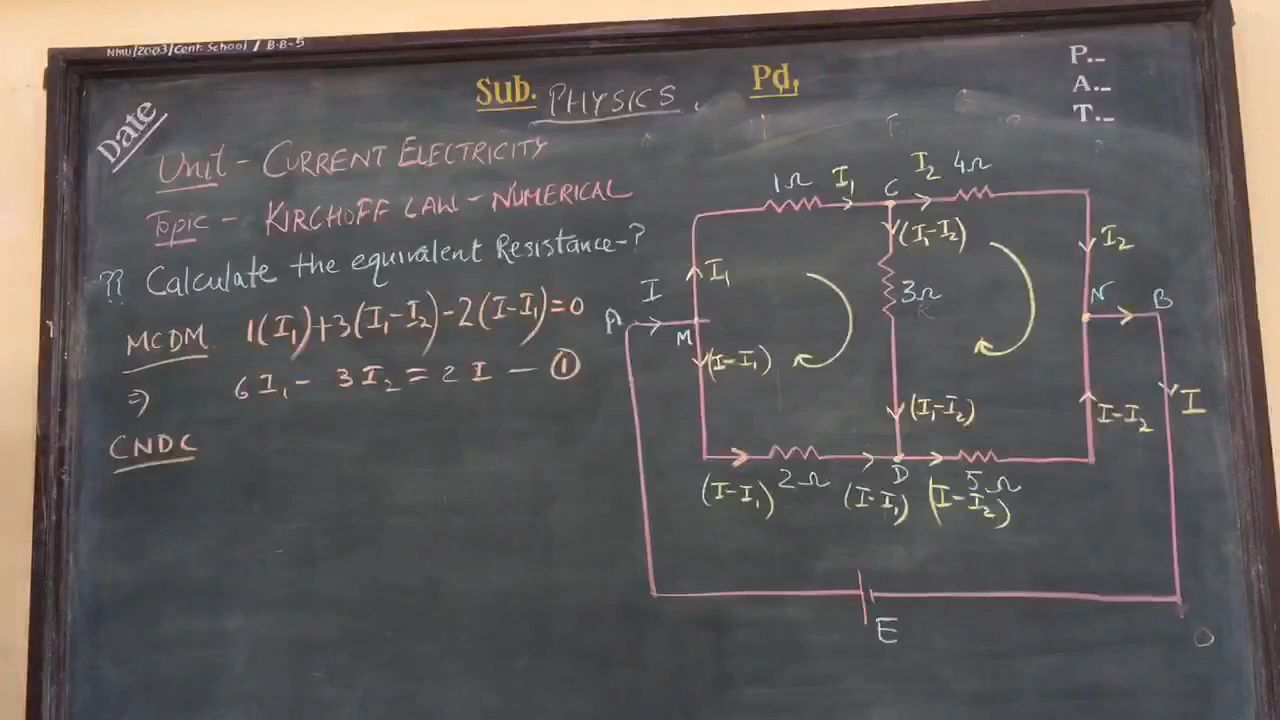 NMU/2003/Cent. School / B.B-5
Date
Sub. PHYSICS.
Pd,
P.-
A.-
T.-
Unit - CURRENT ELECTRICITY
Topic - KIRCHOFF LAW - NUMERICAL
?? Calculate the equivalent Resistance-?
MCDM 1(I₁)+3(I₁-I₂)-2(I-I₁)=0
⇒ 6I₁ - 3I₂ = 2I — ①
CNDC
1Ω I₁ C I₂ 4Ω
(I₁-I₂)
I₂
I₁
I
3Ω
A
M
N
B
(I-I₁)
I
(I₁-I₂)
I-I₂
D
(I-I₁) 2Ω (I-I₁) 5Ω (I-I₂)
E